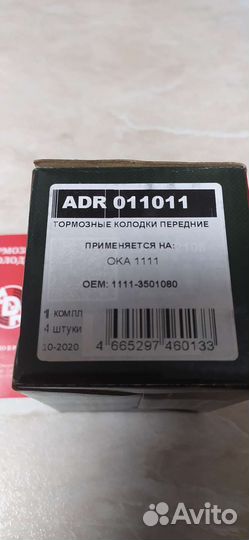 ADR 011011
ТОРМОЗНЫЕ КОЛОДКИ ПЕРЕДНИЕ
ПРИМЕНЯЕТСЯ НА:
OKA 1111
OEM: 1111-3501080
1 КОМПЛ
4 штуки
10-2020
4 665297 460133
Avito